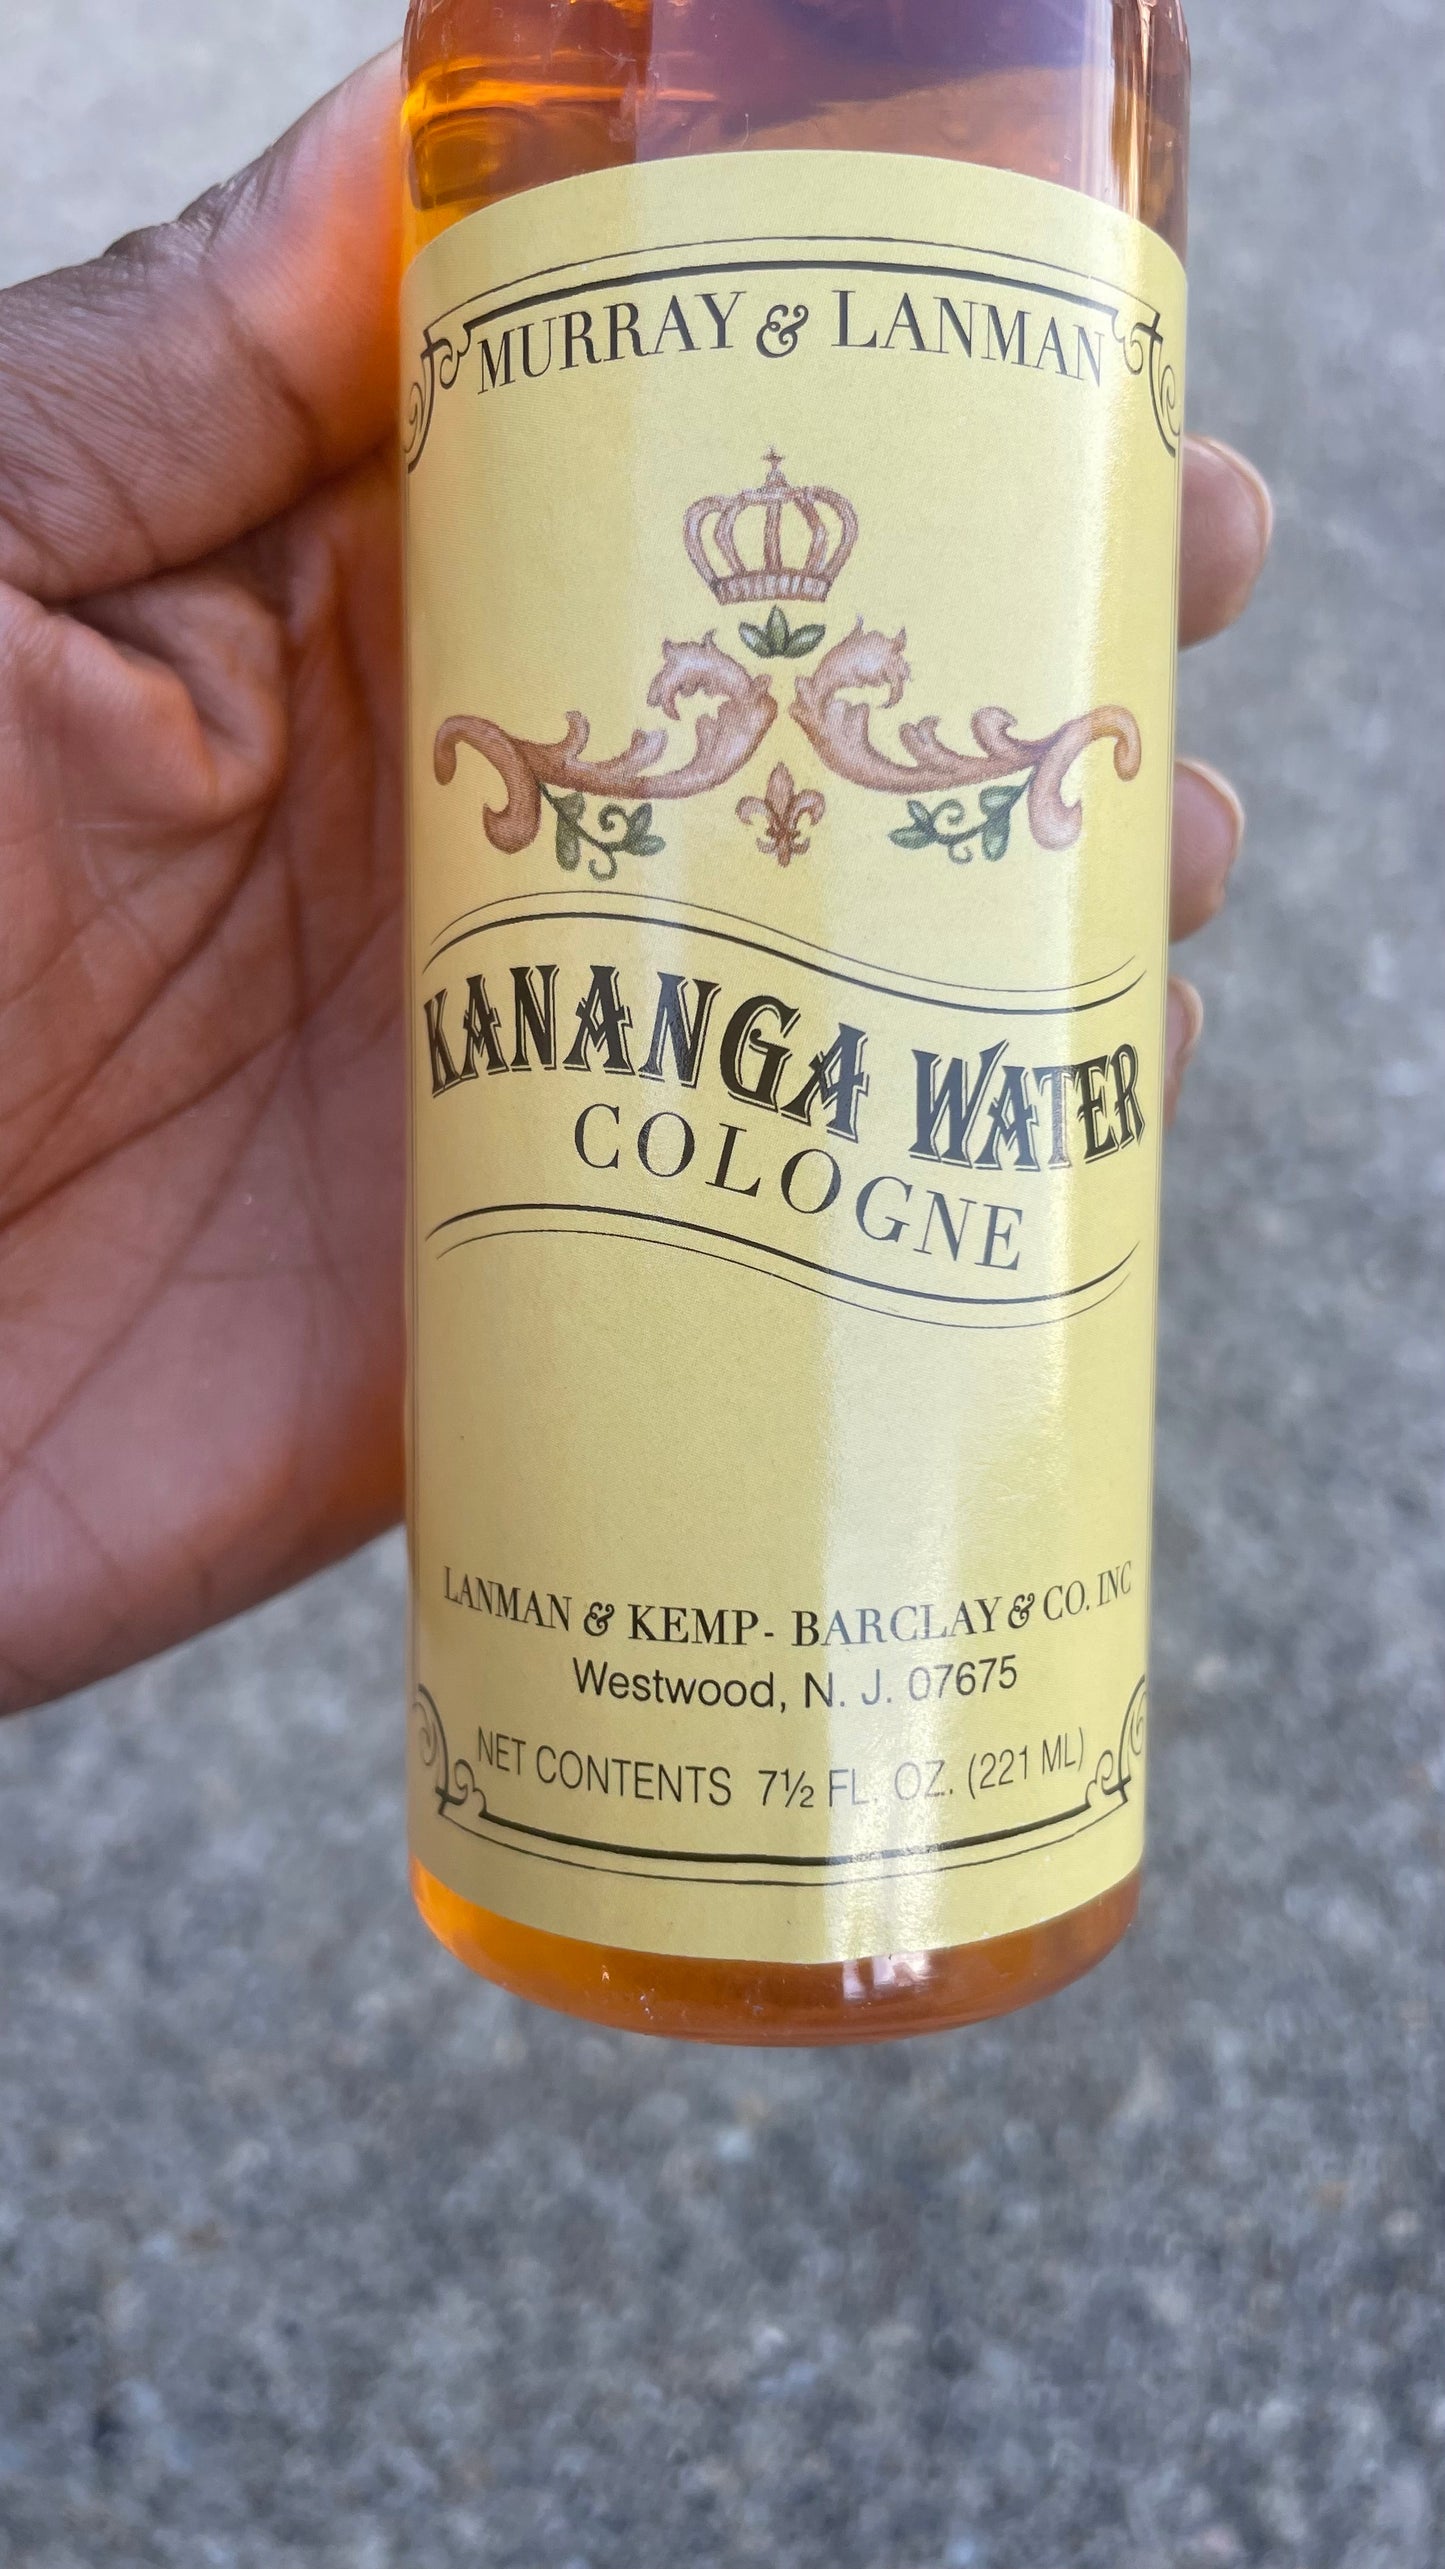 MURRAY & LANMAN
KANANGA WATER
COLOGNE
LANMAN & KEMP- BARCLAY & CO. INC
Westwood, N. J. 07675
NET CONTENTS 7½ FL. OZ. (221 ML)